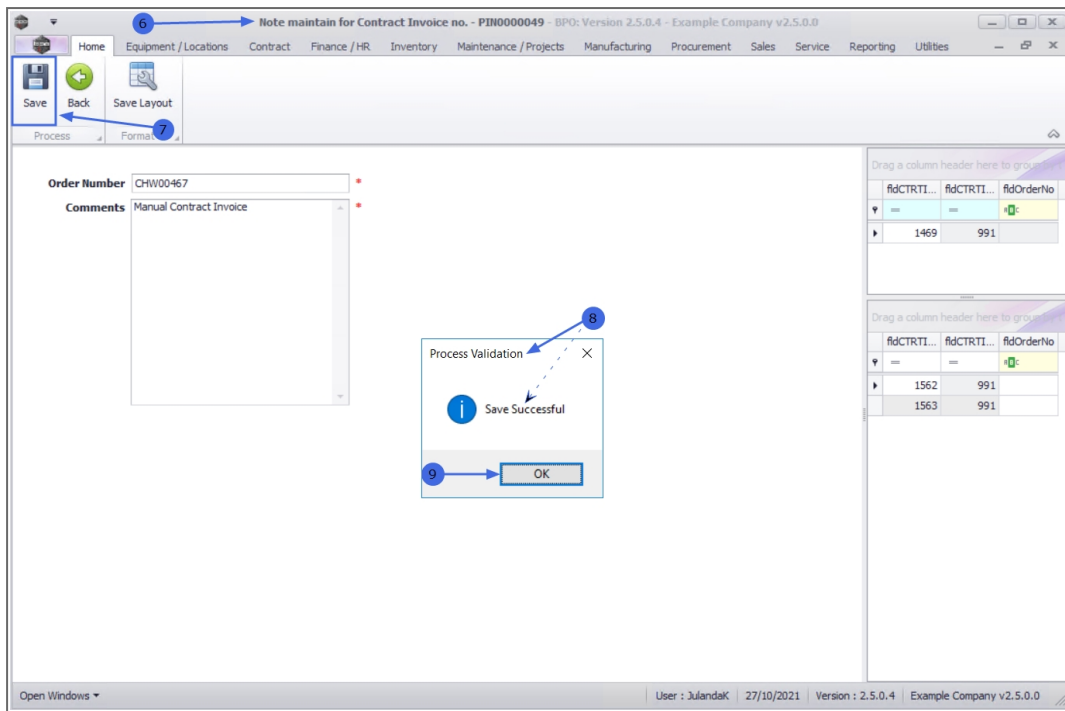 6
Note maintain for Contract Invoice no. - PIN0000049 - BPO: Version 2.5.0.4 - Example Company v2.5.0.0
Home Equipment / Locations Contract Finance / HR Inventory Maintenance / Projects Manufacturing Procurement Sales Service Reporting Utilities
Save Back Save Layout
7
Process Format
Order Number CHW00467 *
Comments Manual Contract Invoice *
Drag a column header here to group
fldCTRTI... fldCTRTI... fldOrderNo
= =
1469 991
8
Process Validation
Save Successful
9
OK
Drag a column header here to group
fldCTRTI... fldCTRTI... fldOrderNo
= =
1562 991
1563 991
Open Windows User : JulandaK 27/10/2021 Version : 2.5.0.4 Example Company v2.5.0.0